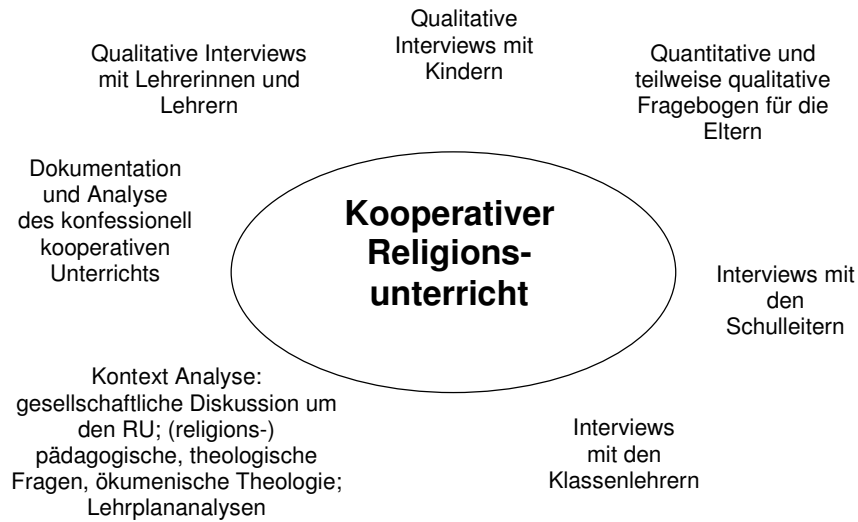 Qualitative
Interviews mit
Kindern
Qualitative Interviews
mit Lehrerinnen und
Lehrern
Quantitative und
teilweise qualitative
Fragebogen für die
Eltern
Dokumentation
und Analyse
des konfessionell
kooperativen
Unterrichts
Kooperativer
Religions-
unterricht
Interviews mit
den
Schulleitern
Kontext Analyse:
gesellschaftliche Diskussion um
den RU; (religions-)
pädagogische, theologische
Fragen, ökumenische Theologie;
Lehrplananalysen
Interviews
mit den
Klassenlehrern